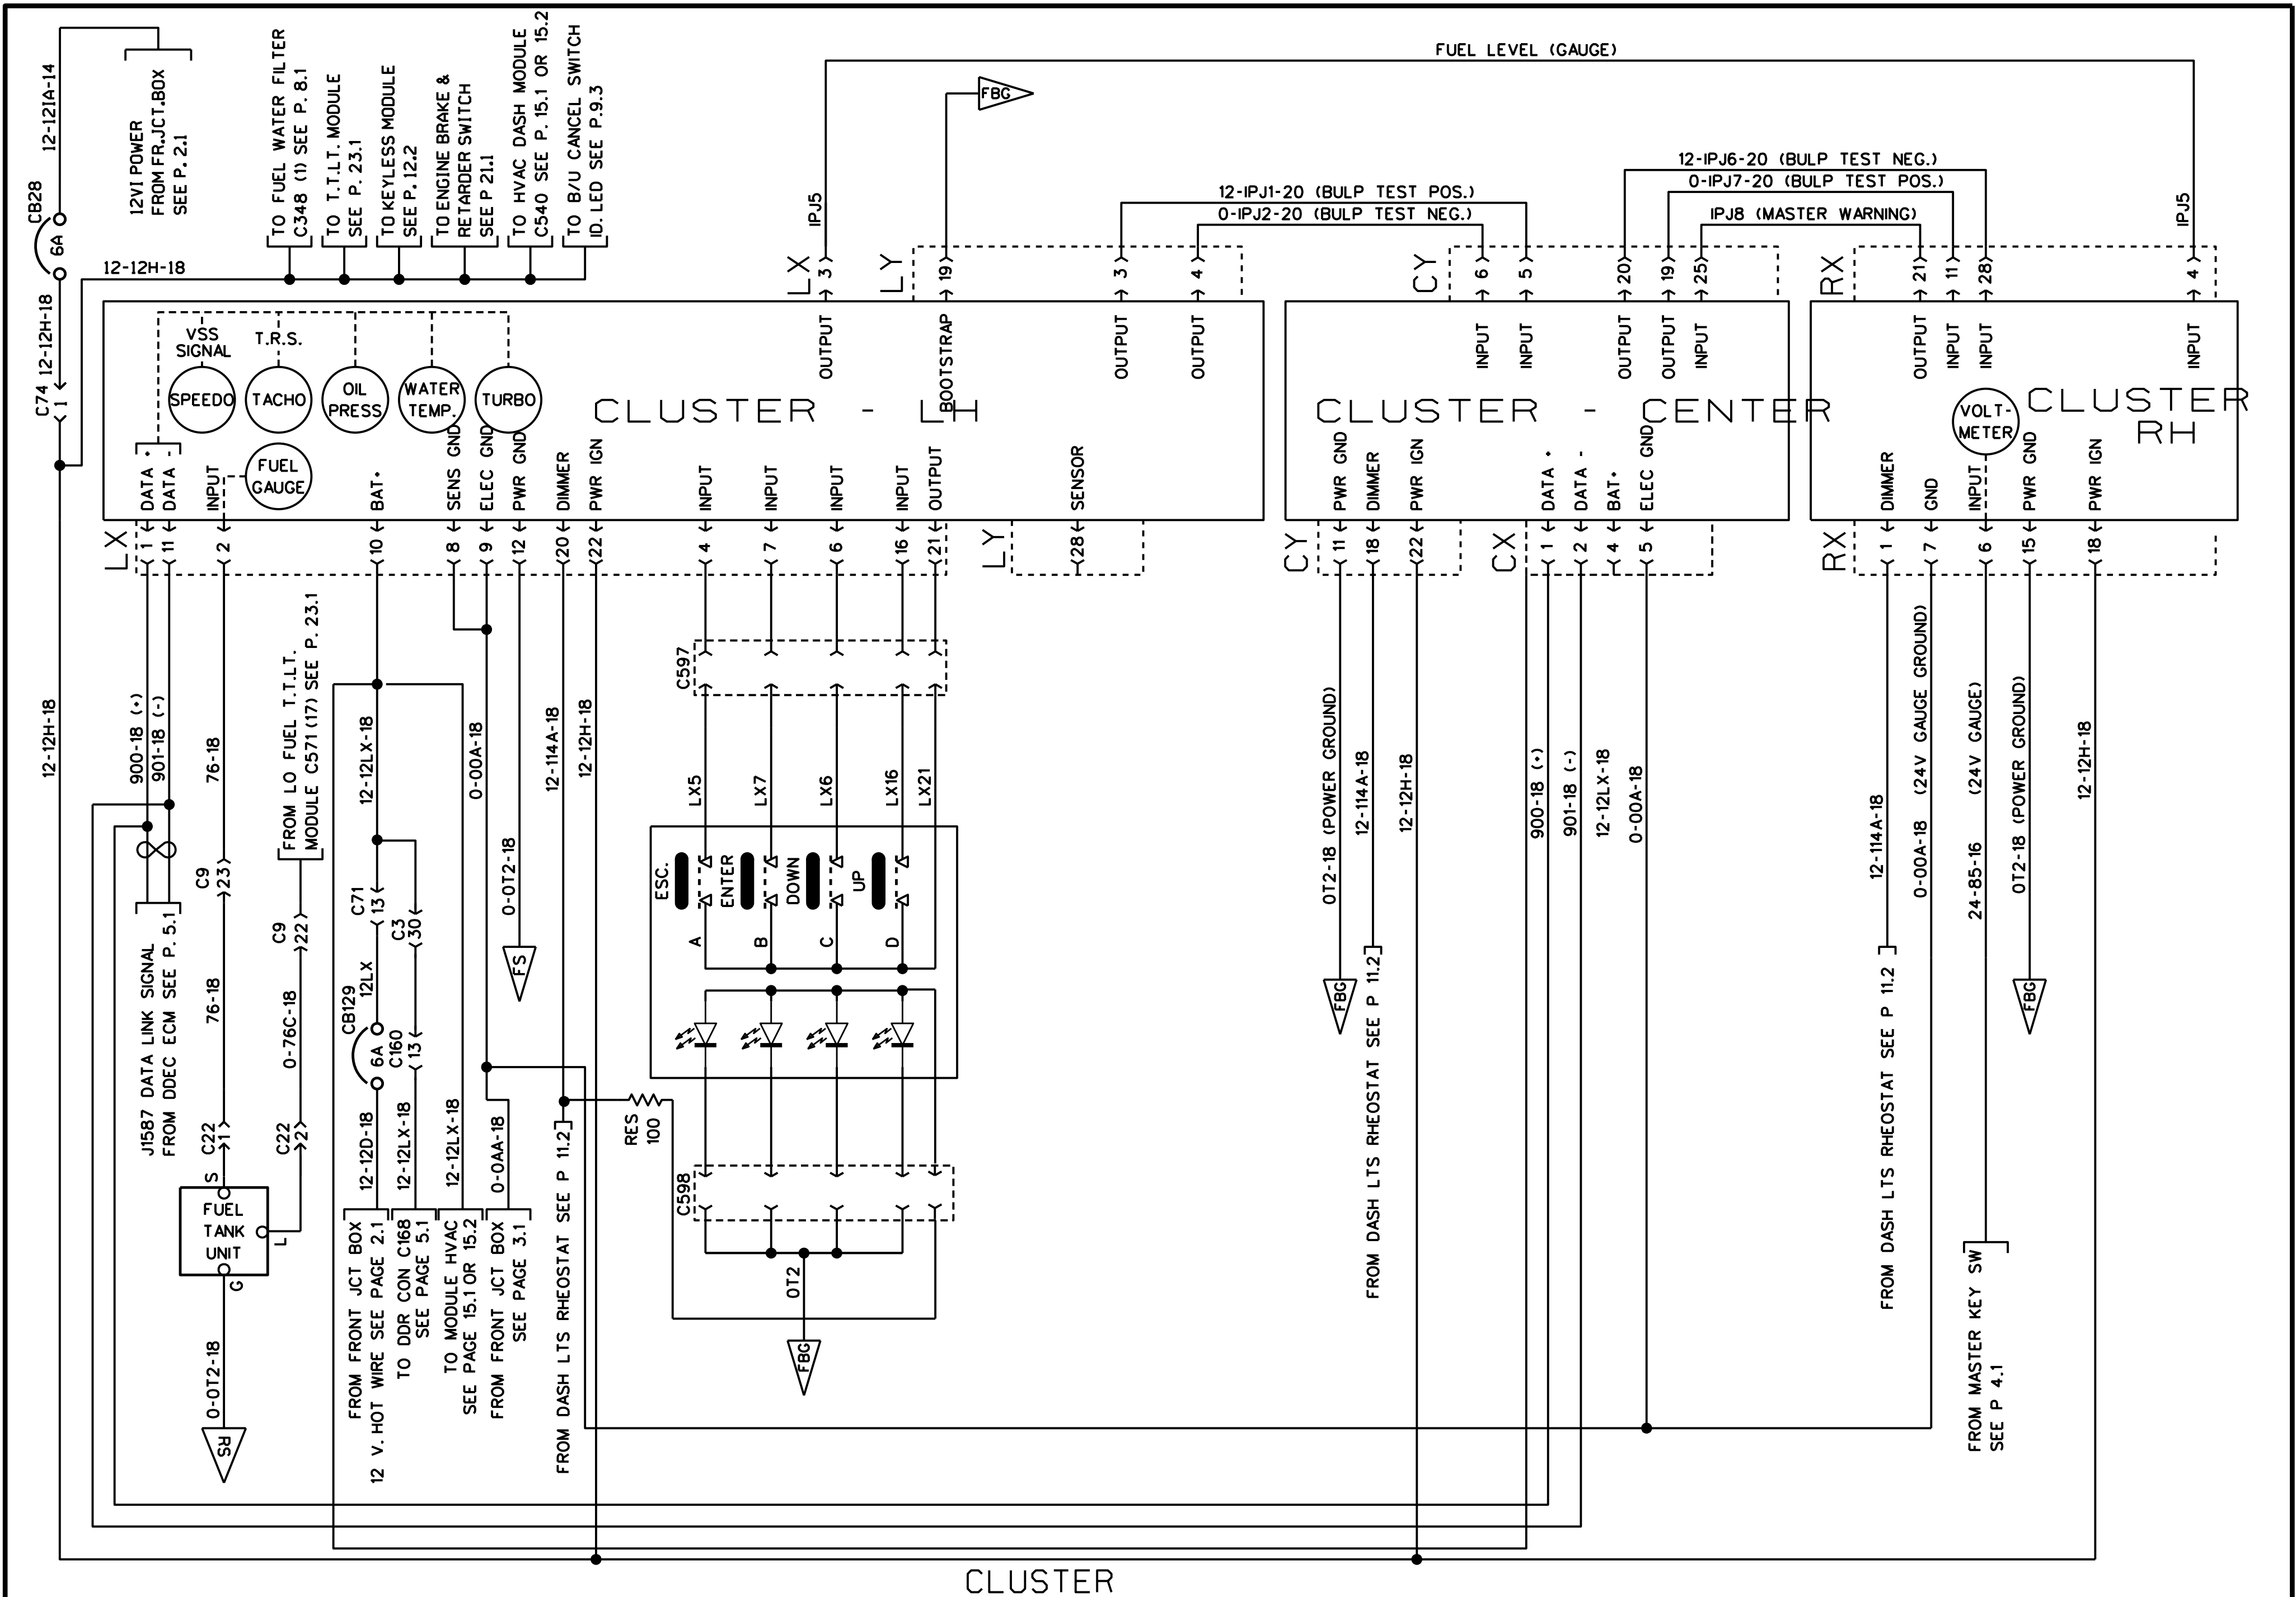 12-12IA-14
CB28
6A
12VI POWER
FROM FR.JCT.BOX
SEE P. 2.1
TO FUEL WATER FILTER
C348 (1) SEE P. 8.1
TO T.T.LT. MODULE
SEE P. 23.1
TO KEYLESS MODULE
SEE P. 12.2
TO ENGINE BRAKE &
RETARDER SWITCH
SEE P 21.1
TO HVAC DASH MODULE
C540 SEE P. 15.1 OR 15.2
TO B/U CANCEL SWITCH
ID. LED SEE P.9.3
12-12H-18
12-12H-18
C74
1
FUEL LEVEL (GAUGE)
FBG
IPJ5
12-IPJ1-20 (BULP TEST POS.)
0-IPJ2-20 (BULP TEST NEG.)
12-IPJ6-20 (BULP TEST NEG.)
0-IPJ7-20 (BULP TEST POS.)
IPJ8 (MASTER WARNING)
IPJ5
LX
3
LY
19
3
4
CY
6
5
20
19
25
RX
21
11
28
4
VSS
SIGNAL
T.R.S.
SPEEDO
TACHO
OIL
PRESS
WATER
TEMP.
TURBO
FUEL
GAUGE
OUTPUT
BOOTSTRAP
OUTPUT
OUTPUT
CLUSTER - LH
INPUT
INPUT
OUTPUT
OUTPUT
INPUT
CLUSTER - CENTER
OUTPUT
INPUT
INPUT
INPUT
VOLT-
METER
CLUSTER
RH
DATA +
DATA -
INPUT
BAT+
SENS GND
ELEC GND
PWR GND
DIMMER
PWR IGN
INPUT
INPUT
INPUT
INPUT
OUTPUT
SENSOR
PWR GND
DIMMER
PWR IGN
DATA +
DATA -
BAT+
ELEC GND
DIMMER
GND
INPUT
PWR GND
PWR IGN
LX
1
11
2
10
8
9
12
20
22
4
7
6
16
21
LY
28
CY
11
18
22
CX
1
2
4
5
RX
1
7
6
15
18
12-12H-18
900-18 (+)
901-18 (-)
76-18
FROM LO FUEL T.T.LT.
MODULE C571 (17) SEE P. 23.1
12-12LX-18
0-00A-18
0-0T2-18
12-114A-18
12-12H-18
C597
LX5
LX7
LX6
LX16
LX21
0T2-18 (POWER GROUND)
12-114A-18
12-12H-18
900-18 (+)
901-18 (-)
12-12LX-18
0-00A-18
12-114A-18
0-00A-18 (24V GAUGE GROUND)
24-85-16 (24V GAUGE)
0T2-18 (POWER GROUND)
12-12H-18
C9
23
C9
22
C71
13
C3
30
ESC.
ENTER
DOWN
UP
A
B
C
D
FS
FBG
FBG
J1587 DATA LINK SIGNAL
FROM DDEC ECM SEE P. 5.1
76-18
0-76C-18
12LX
CB129
6A
C160
13
C22
1
C22
2
S
FUEL
TANK
UNIT
L
G
12-12D-18
12-12LX-18
12-12LX-18
0-0AA-18
RES
100
C598
0T2
FBG
0-0T2-18
RS
FROM FRONT JCT BOX
12 V. HOT WIRE SEE PAGE 2.1
TO DDR CON C168
SEE PAGE 5.1
TO MODULE HVAC
SEE PAGE 15.1 OR 15.2
FROM FRONT JCT BOX
SEE PAGE 3.1
FROM DASH LTS RHEOSTAT SEE P 11.2
FROM DASH LTS RHEOSTAT SEE P 11.2
FROM DASH LTS RHEOSTAT SEE P 11.2
FROM MASTER KEY SW
SEE P 4.1
CLUSTER